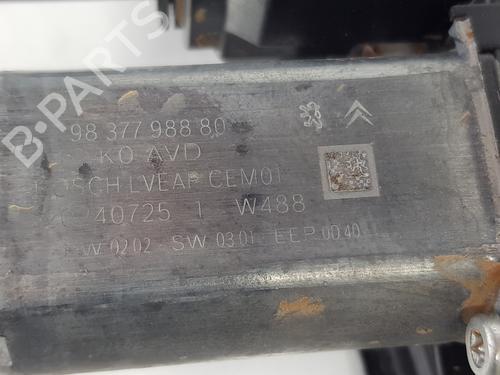 98 377 988 80
KO AVD
BOSCH LVEAP CEM01
40725 1 W488
W 02.02 SW 03.01 EEP 00.40
B-PARTS